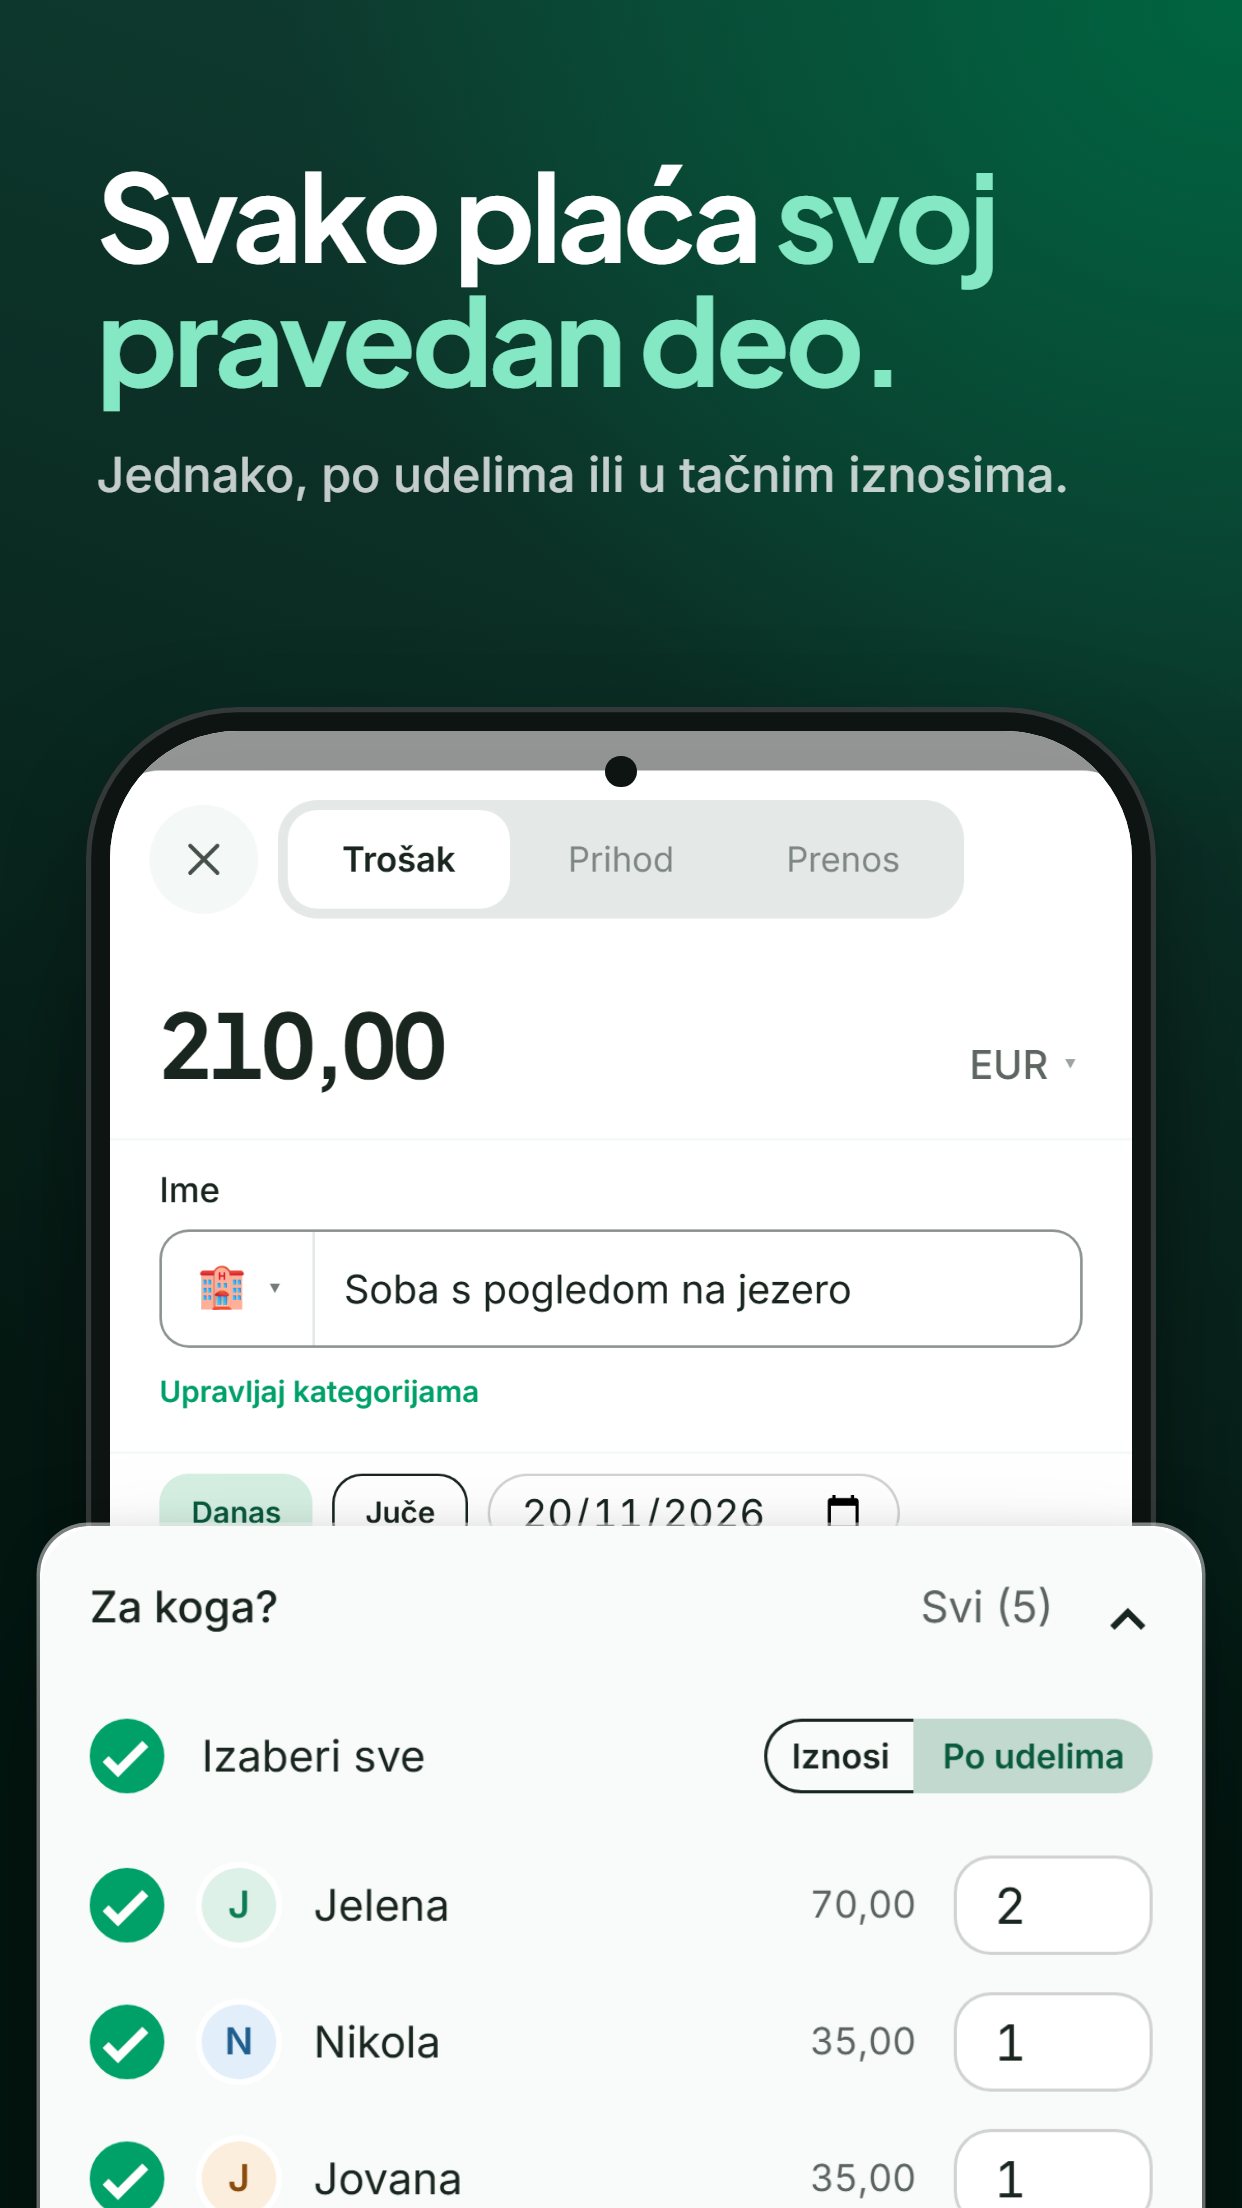 Svako plaća svoj
pravedan deo.
Jednako, po udelima ili u tačnim iznosima.
Trošak Prihod Prenos
210,00 EUR
Ime
Soba s pogledom na jezero
Upravljaj kategorijama
Danas Juče 20/11/2026
Za koga? Svi (5)
Izaberi sve Iznosi Po udelima
J Jelena 70,00 2
N Nikola 35,00 1
J Jovana 35,00 1